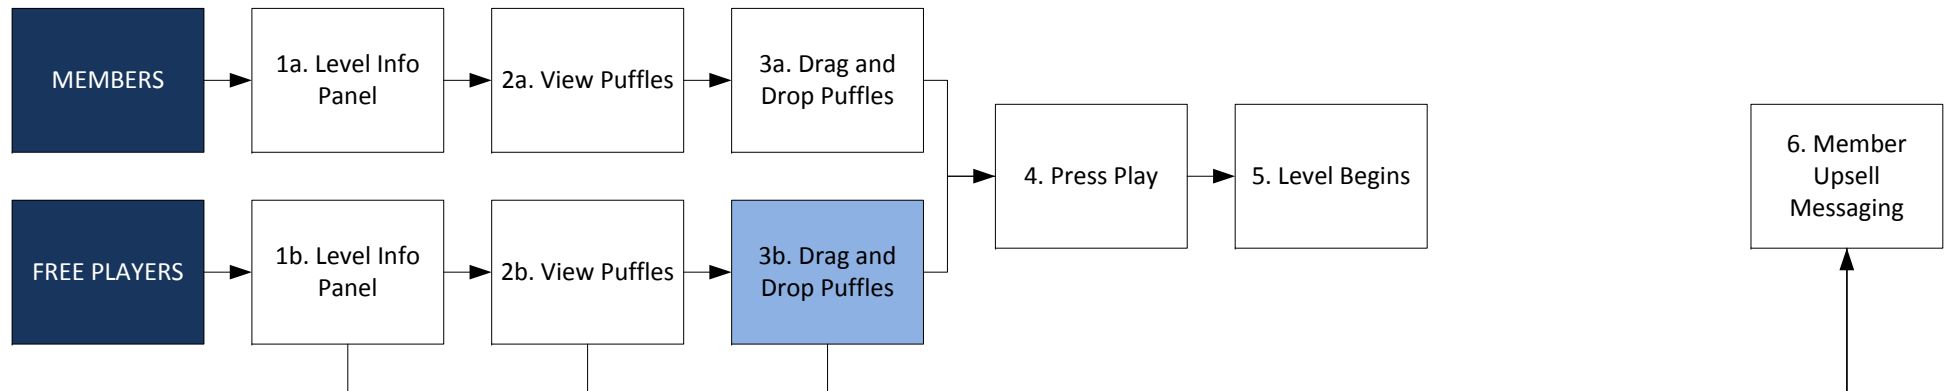 MEMBERS
1a. Level Info
Panel
2a. View Puffles
3a. Drag and
Drop Puffles
4. Press Play
5. Level Begins
6. Member
Upsell
Messaging
FREE PLAYERS
1b. Level Info
Panel
2b. View Puffles
3b. Drag and
Drop Puffles